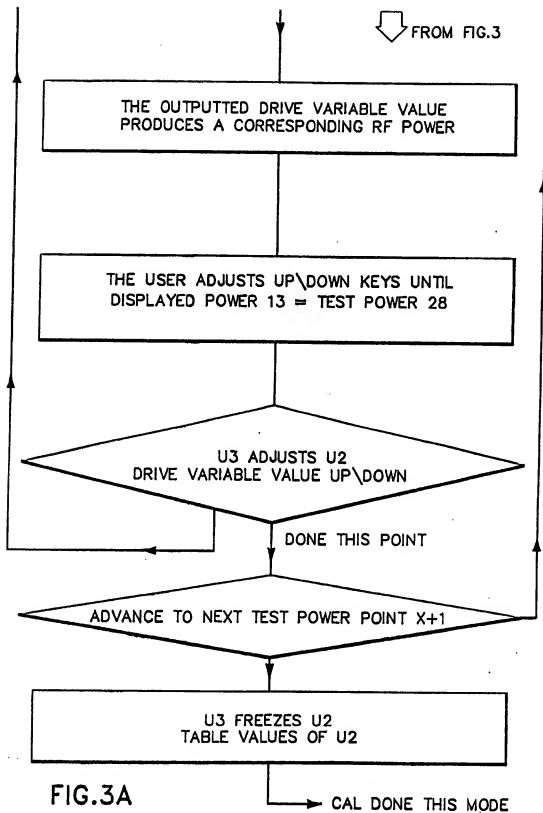 FROM FIG.3
THE OUTPUTTED DRIVE VARIABLE VALUE
PRODUCES A CORRESPONDING RF POWER
THE USER ADJUSTS UP\DOWN KEYS UNTIL
DISPLAYED POWER 13 = TEST POWER 28
U3 ADJUSTS U2
DRIVE VARIABLE VALUE UP\DOWN
DONE THIS POINT
ADVANCE TO NEXT TEST POWER POINT X+1
U3 FREEZES U2
TABLE VALUES OF U2
FIG.3A
CAL DONE THIS MODE